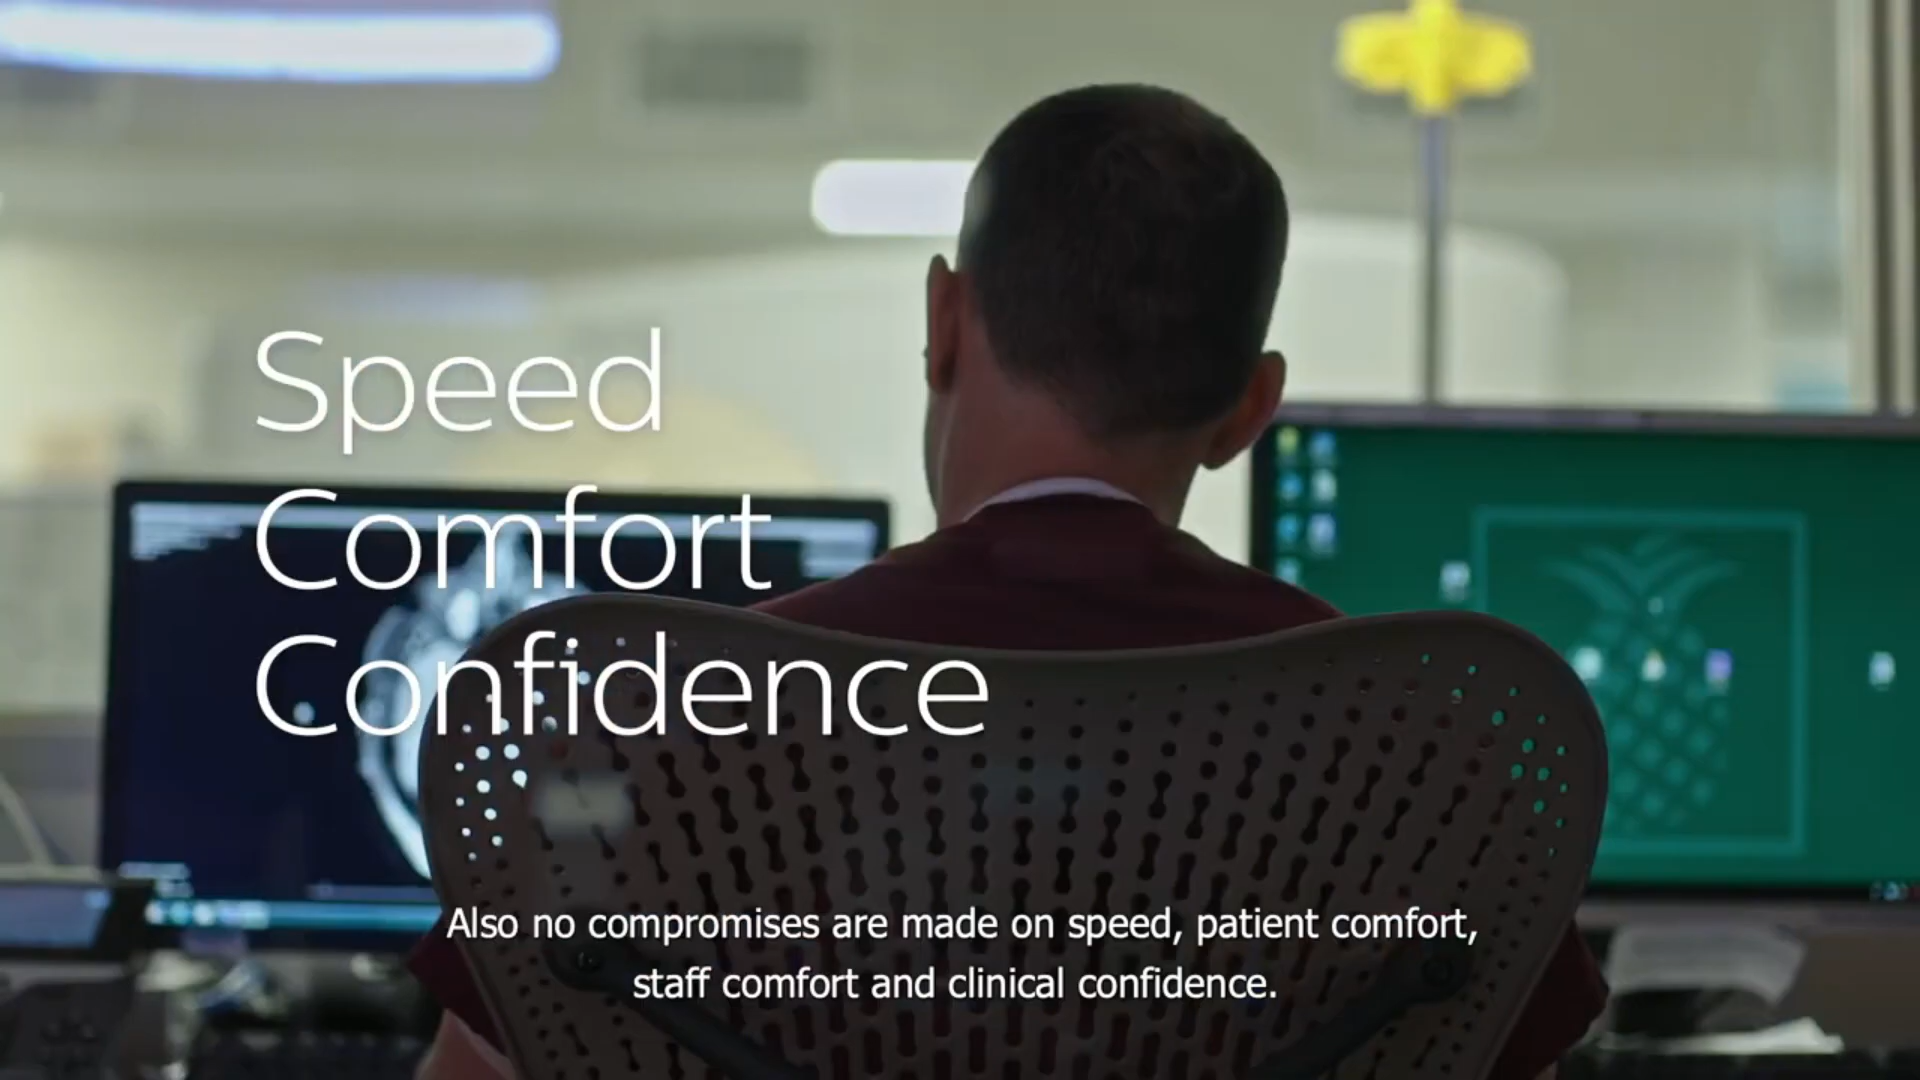 Speed
Comfort
Confidence
Also no compromises are made on speed, patient comfort,
staff comfort and clinical confidence.